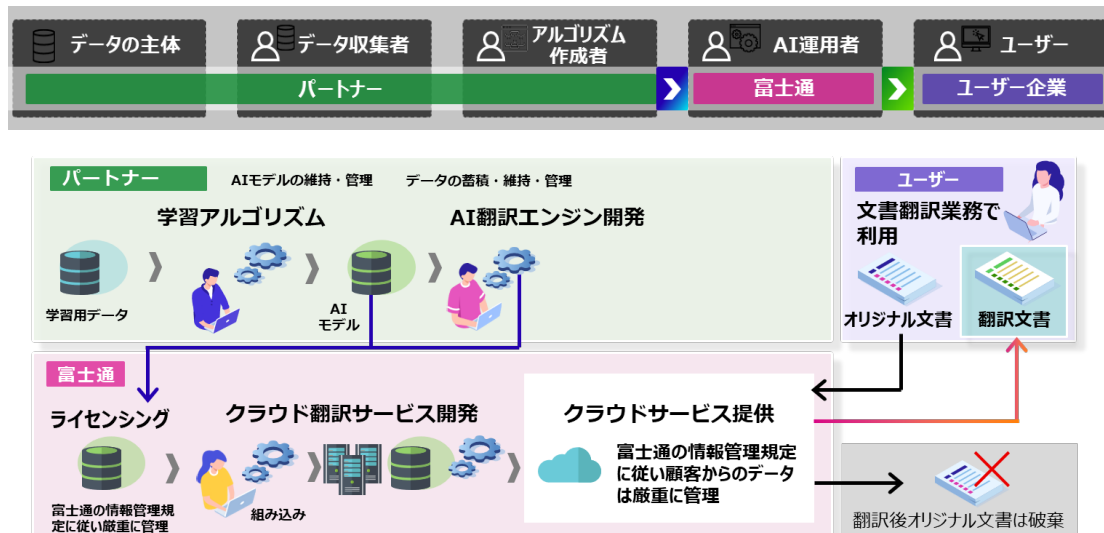 データの主体
データ収集者
アルゴリズム
作成者
AI運用者
ユーザー
パートナー
富士通
ユーザー企業
パートナー
AIモデルの維持・管理
データの蓄積・維持・管理
学習アルゴリズム
AI翻訳エンジン開発
学習用データ
AI
モデル
ユーザー
文書翻訳業務で
利用
オリジナル文書
翻訳文書
富士通
ライセンシング
クラウド翻訳サービス開発
クラウドサービス提供
富士通の情報管理規定
に従い顧客からのデータ
は厳重に管理
富士通の情報管理規
定に従い厳重に管理
組み込み
翻訳後オリジナル文書は破棄